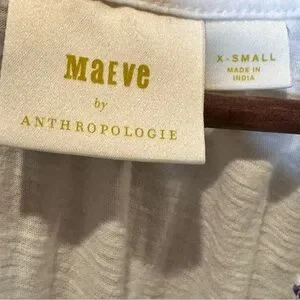 Maeve
by
ANTHROPOLOGIE
X-SMALL
MADE IN
INDIA